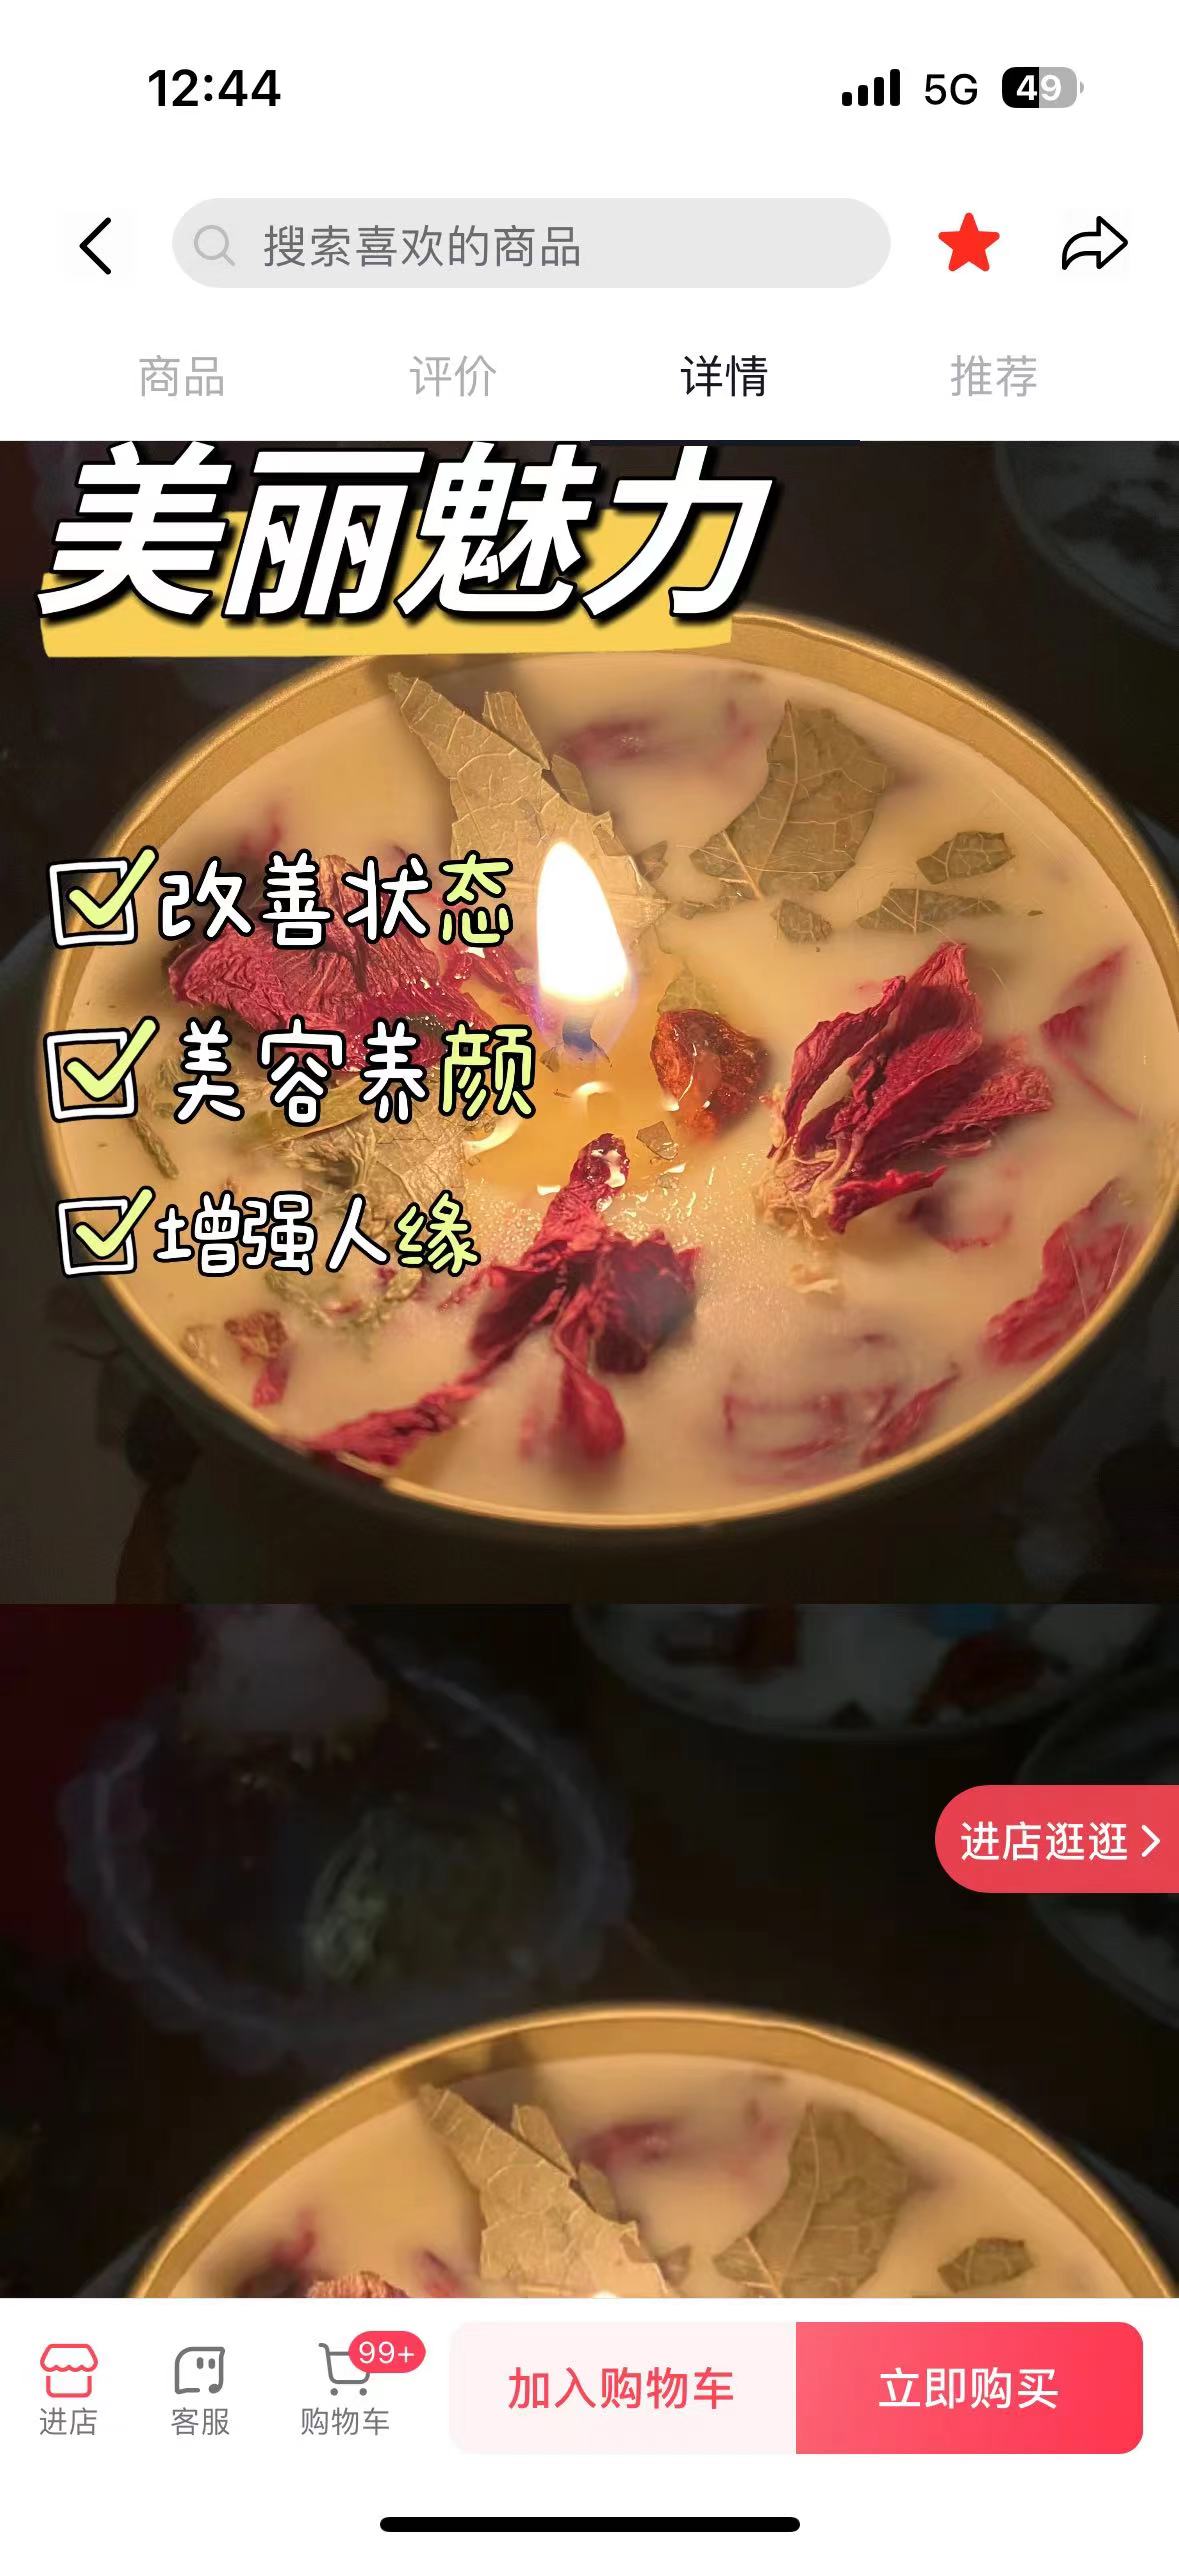 12:44
5G 49
搜索喜欢的商品
商品 评价 详情 推荐
美丽魅力
改善状态
美容养颜
增强人缘
进店逛逛
99+
进店 客服 购物车 加入购物车 立即购买